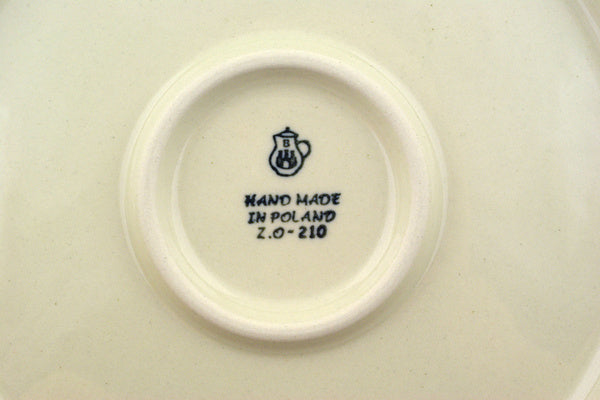 B
HAND MADE
IN POLAND
Z.O-210